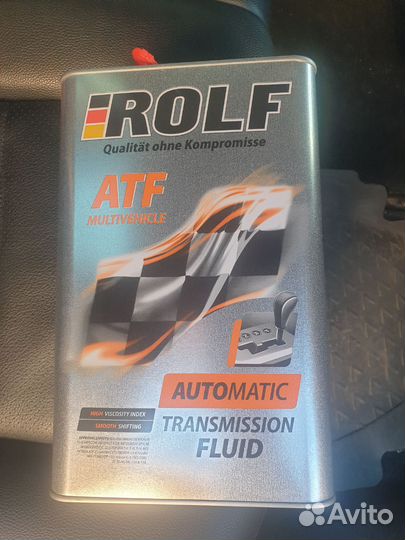 ROLF
Qualität ohne Kompromisse
ATF
MULTIVEHICLE
AUTOMATIC
HIGH VISCOSITY INDEX
SMOOTH SHIFTING
TRANSMISSION
FLUID
Avito